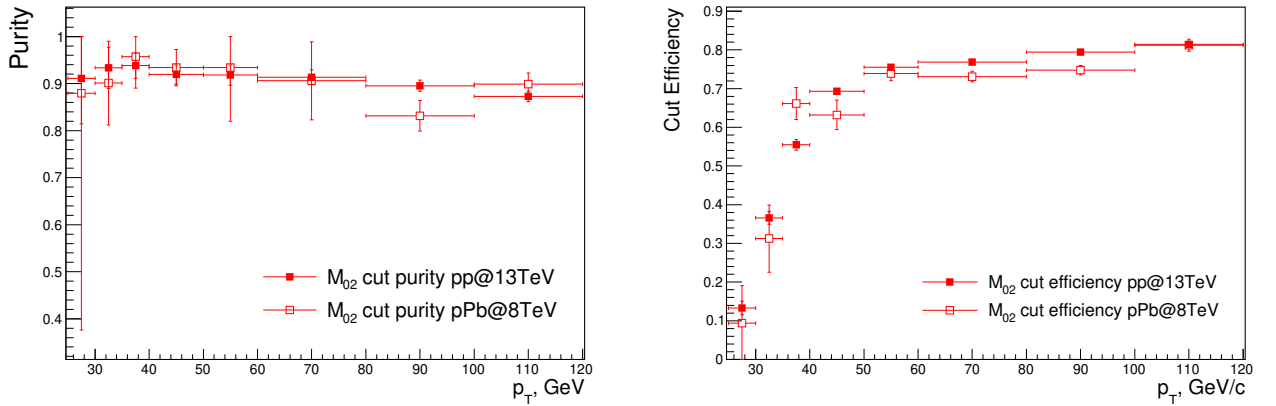 Purity
1
0.9
0.8
0.7
0.6
0.5
0.4
M02 cut purity pp@13TeV
M02 cut purity pPb@8TeV
30 40 50 60 70 80 90 100 110 120
pT, GeV
Cut Efficiency
0.9
0.8
0.7
0.6
0.5
0.4
0.3
0.2
0.1
0
M02 cut efficiency pp@13TeV
M02 cut efficiency pPb@8TeV
30 40 50 60 70 80 90 100 110 120
pT, GeV/c